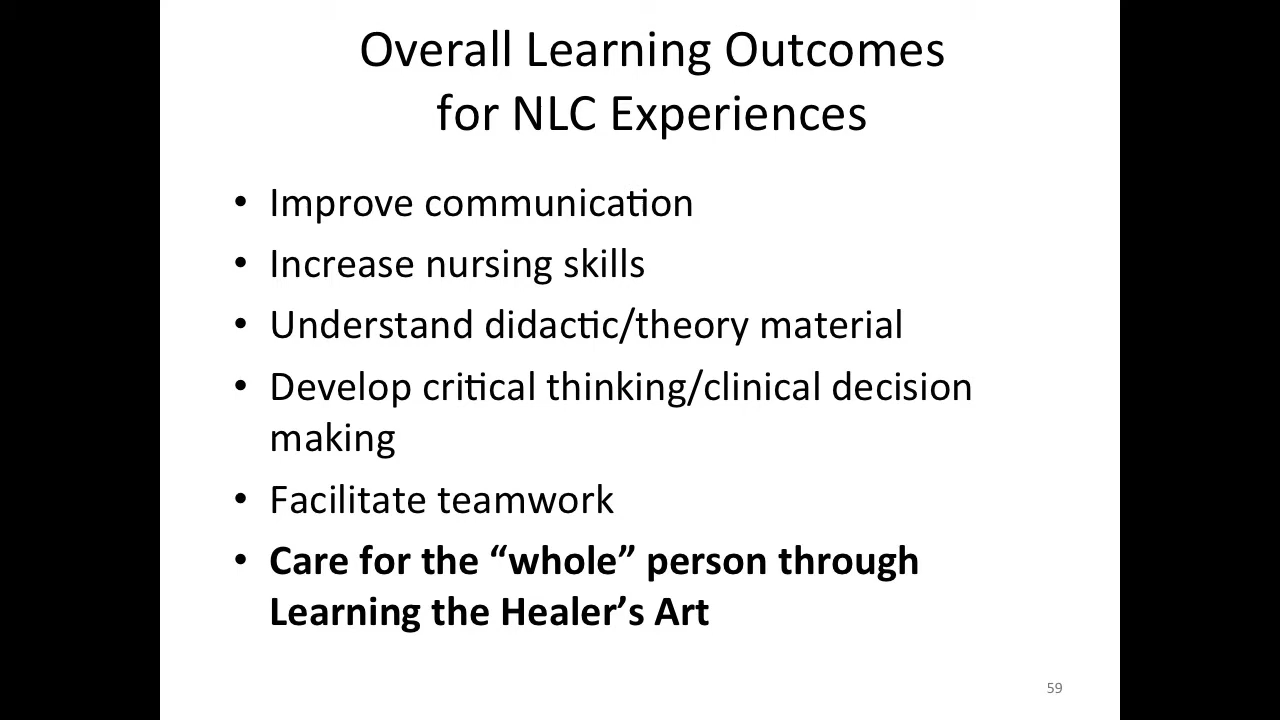 Overall Learning Outcomes
for NLC Experiences
• Improve communication
• Increase nursing skills
• Understand didactic/theory material
• Develop critical thinking/clinical decision
making
• Facilitate teamwork
• Care for the “whole” person through
Learning the Healer’s Art
59